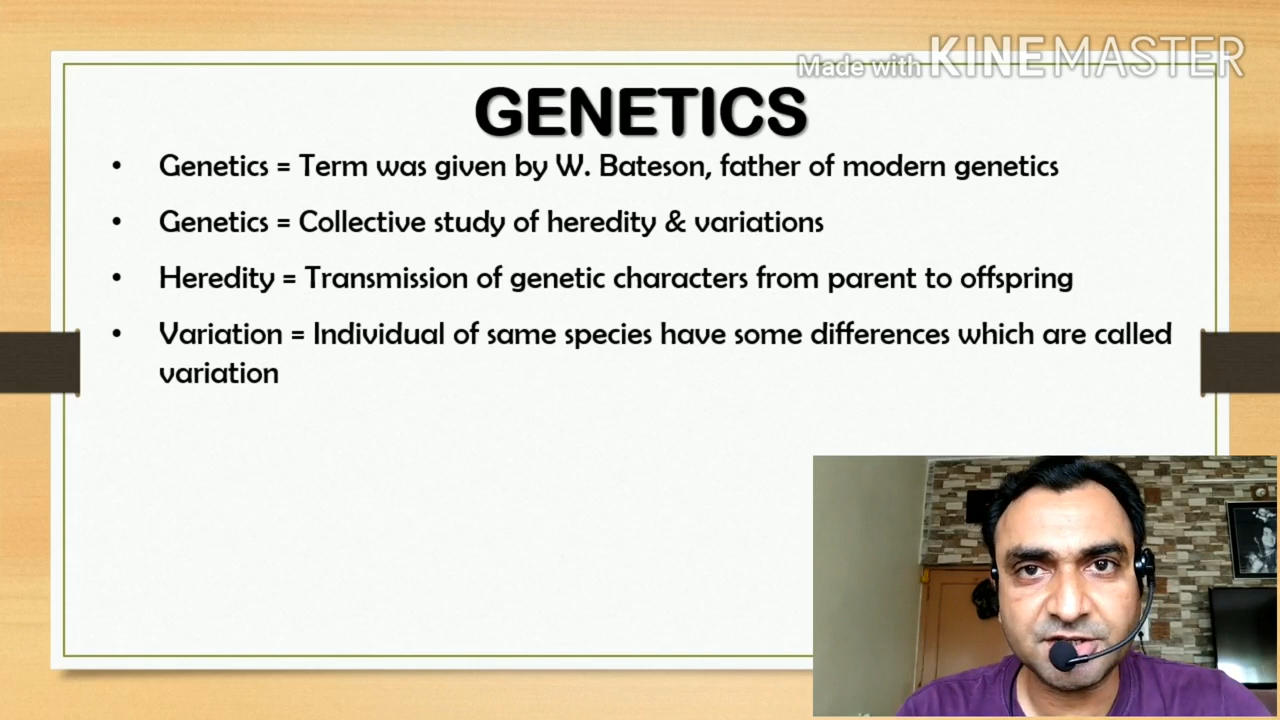 Made with KINEMASTER
GENETICS
• Genetics = Term was given by W. Bateson, father of modern genetics
• Genetics = Collective study of heredity & variations
• Heredity = Transmission of genetic characters from parent to offspring
• Variation = Individual of same species have some differences which are called
variation